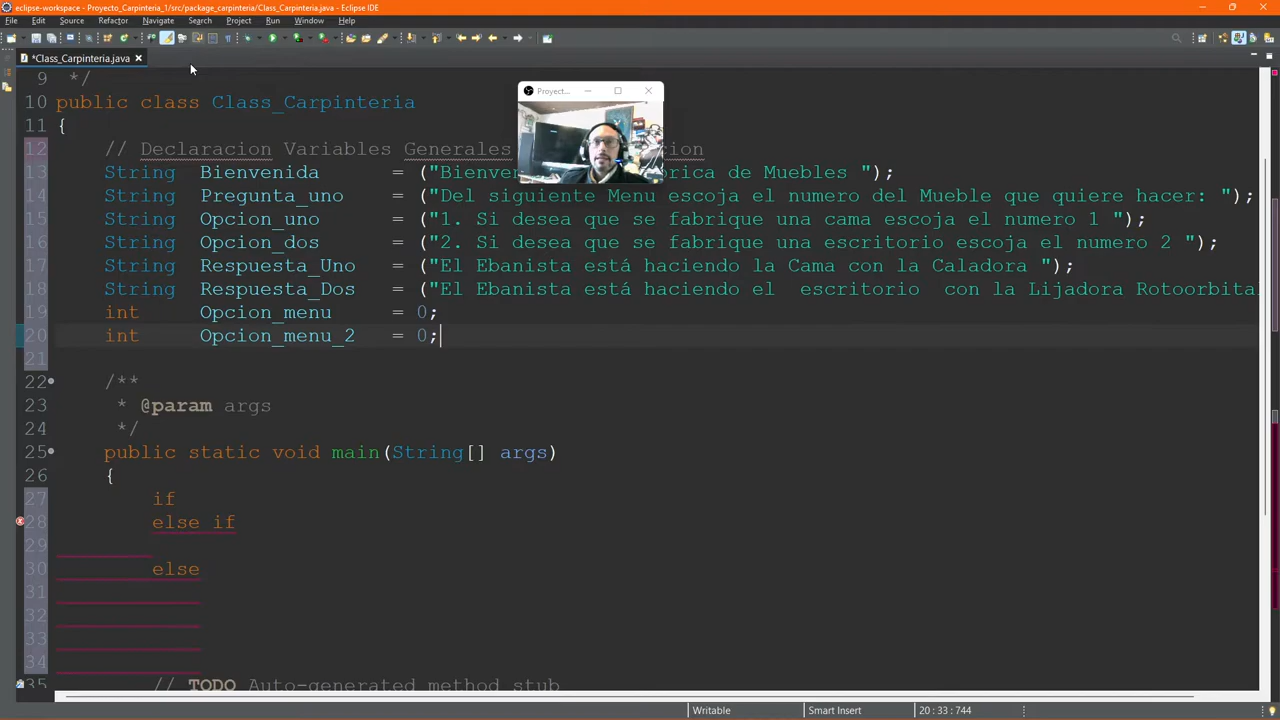 eclipse-workspace - Proyecto_Carpinteria_1/src/package_carpinteria/Class_Carpinteria.java - Eclipse IDE
File Edit Source Refactor Navigate Search Project Run Window Help
*Class_Carpinteria.java
9 */
10 public class Class_Carpinteria
Proyect...
11 {
12 // Declaracion Variables Generales
13 String Bienvenida = ("Bienven rica de Muebles ");
14 String Pregunta_uno = ("Del siguiente Menu escoja el numero del Mueble que quiere hacer: ");
15 String Opcion_uno = ("1. Si desea que se fabrique una cama escoja el numero 1 ");
16 String Opcion_dos = ("2. Si desea que se fabrique una escritorio escoja el numero 2 ");
17 String Respuesta_Uno = ("El Ebanista está haciendo la Cama con la Caladora ");
18 String Respuesta_Dos = ("El Ebanista está haciendo el escritorio con la Lijadora Rotoorbital
19 int Opcion_menu = 0;
20 int Opcion_menu_2 = 0;
21
22 /**
23 * @param args
24 */
25 public static void main(String[] args)
26 {
27 if
28 else if
29
30 else
31
32
33
34
35 // TODO Auto-generated method stub
Writable Smart Insert 20 : 33 : 744